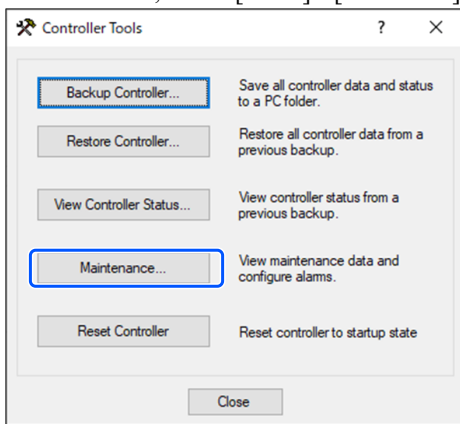 Controller Tools ? ×
Backup Controller...
Save all controller data and status
to a PC folder.
Restore Controller...
Restore all controller data from a
previous backup.
View Controller Status...
View controller status from a
previous backup.
Maintenance...
View maintenance data and
configure alarms.
Reset Controller
Reset controller to startup state
Close